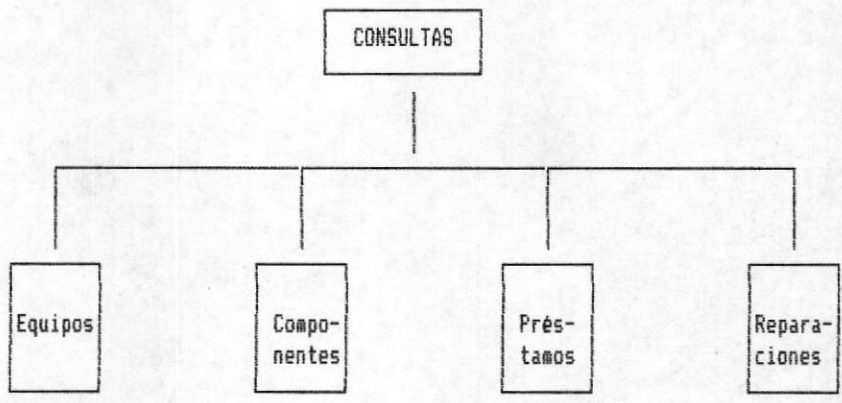 CONSULTAS
Equipos
Compo-
nentes
Prés-
tamos
Repara-
ciones